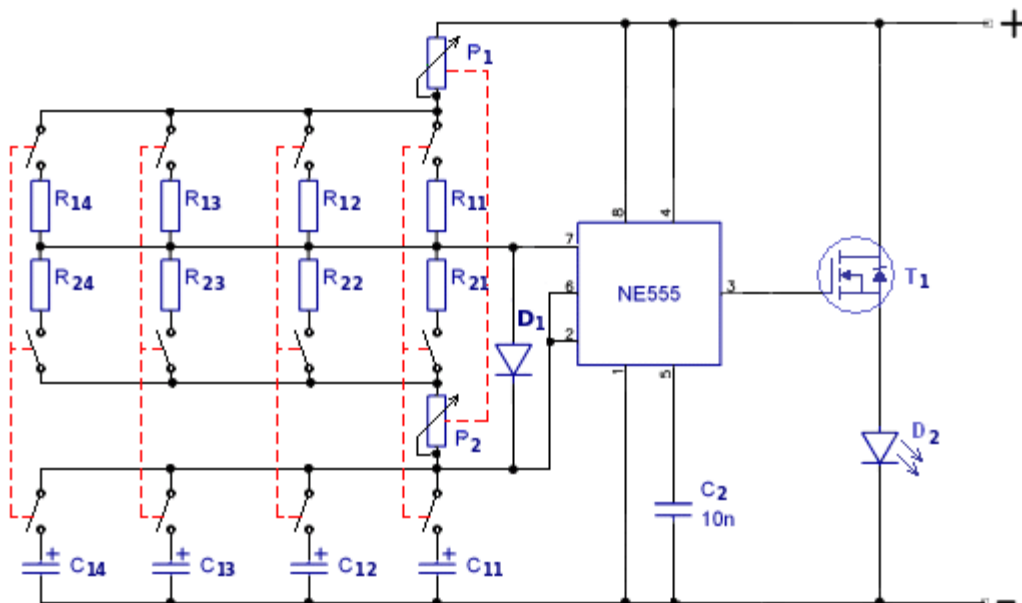 +
P1
R14
R13
R12
R11
8
4
7
R24
R23
R22
R21
6
NE555
3
T1
D1
2
1
5
P2
D2
C2
10n
+
C14
+
C13
+
C12
+
C11
-